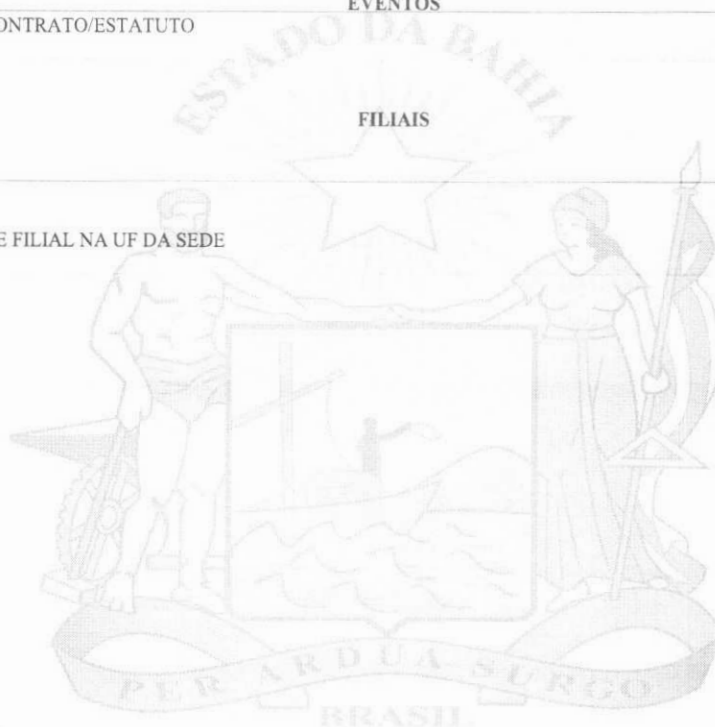 EVENTOS
ONTRATO/ESTATUTO
ESTADO DA BAHIA
FILIAIS
E FILIAL NA UF DA SEDE
PER ARDUA SURGO
BRASIL